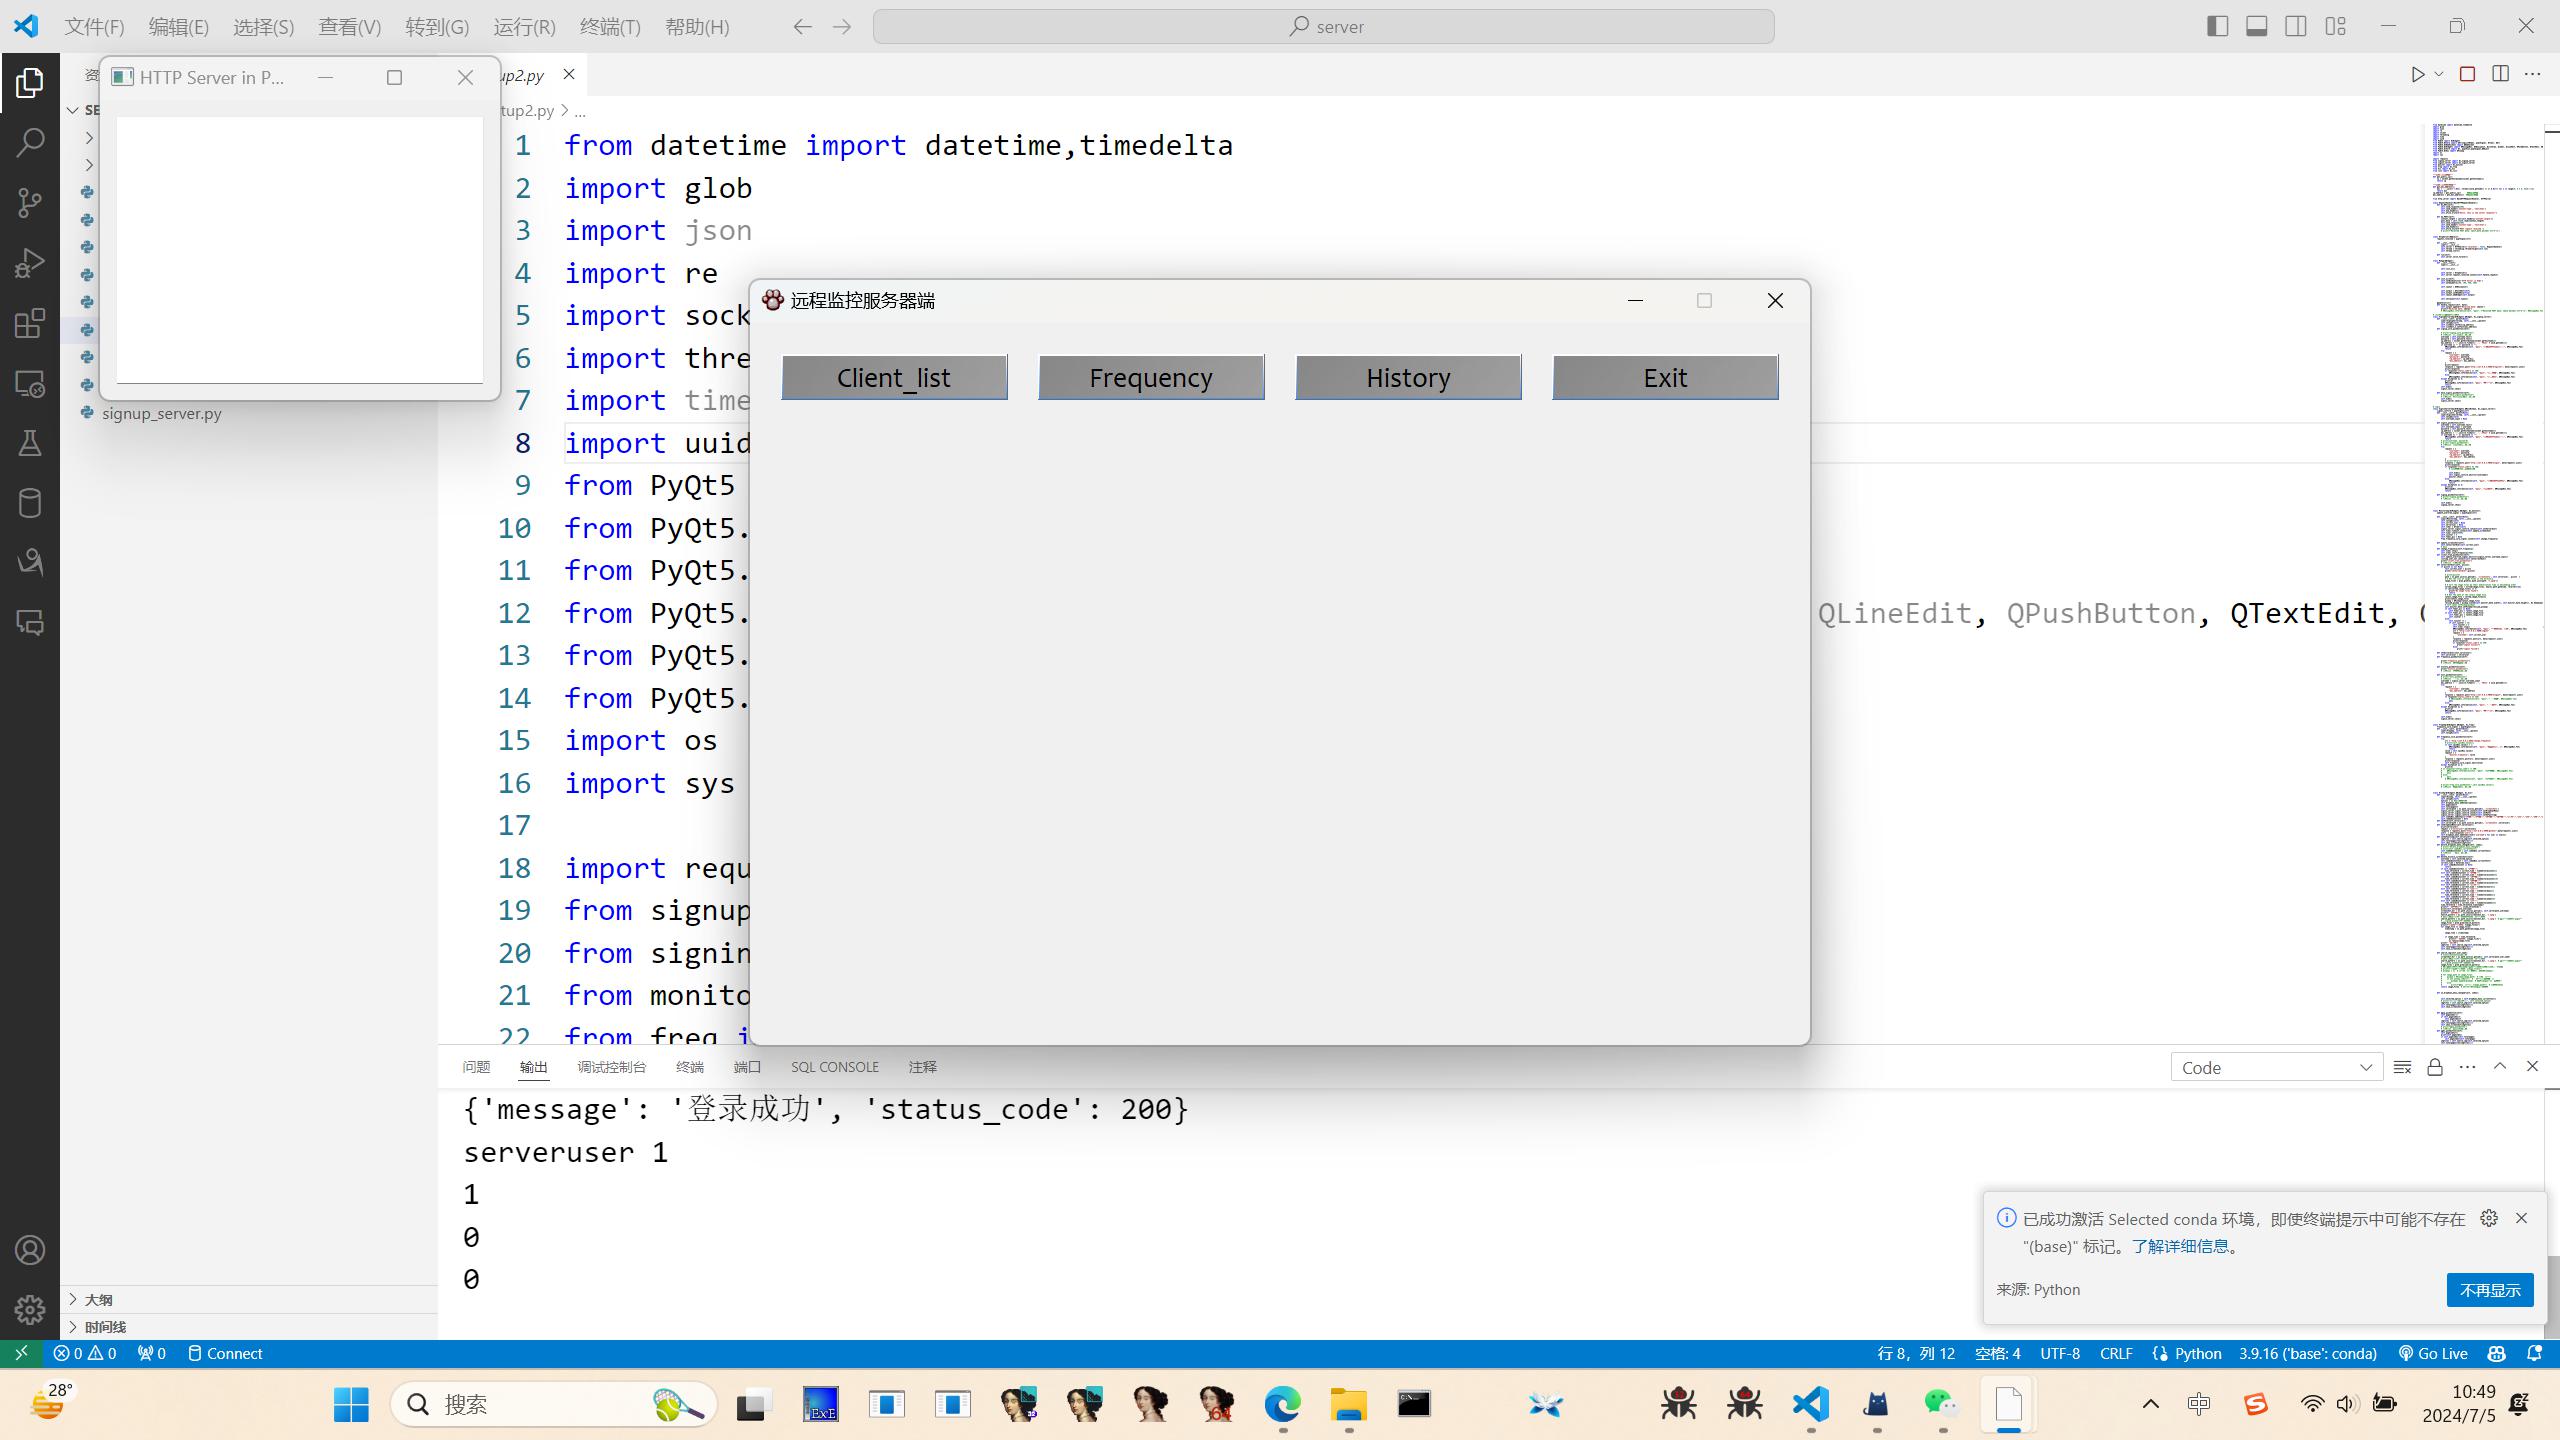 文件(F) 编辑(E) 选择(S) 查看(V) 转到(G) 运行(R) 终端(T) 帮助(H)
server
HTTP Server in P...
up2.py
SE
tup2.py > ...
signup_server.py
1 from datetime import datetime,timedelta
2 import glob
3 import json
4 import re
5 import sock
6 import thre
7 import time
8 import uuid
9 from PyQt5
10 from PyQt5.
11 from PyQt5.
12 from PyQt5. QLineEdit, QPushButton, QTextEdit,
13 from PyQt5.
14 from PyQt5.
15 import os
16 import sys
17
18 import requ
19 from signup
20 from signin
21 from monito
22 from freq i
远程监控服务器端
Client_list Frequency History Exit
大纲
时间线
问题 输出 调试控制台 终端 端口 SQL CONSOLE 注释
Code
{'message': '登录成功', 'status_code': 200}
serveruser 1
1
0
0
已成功激活 Selected conda 环境，即使终端提示中可能不存在
"(base)" 标记。了解详细信息。
来源: Python
不再显示
0 0 0 Connect
行 8，列 12 空格: 4 UTF-8 CRLF Python 3.9.16 ('base': conda) Go Live
28°
搜索
ExE
32
64
中
10:49
2024/7/5